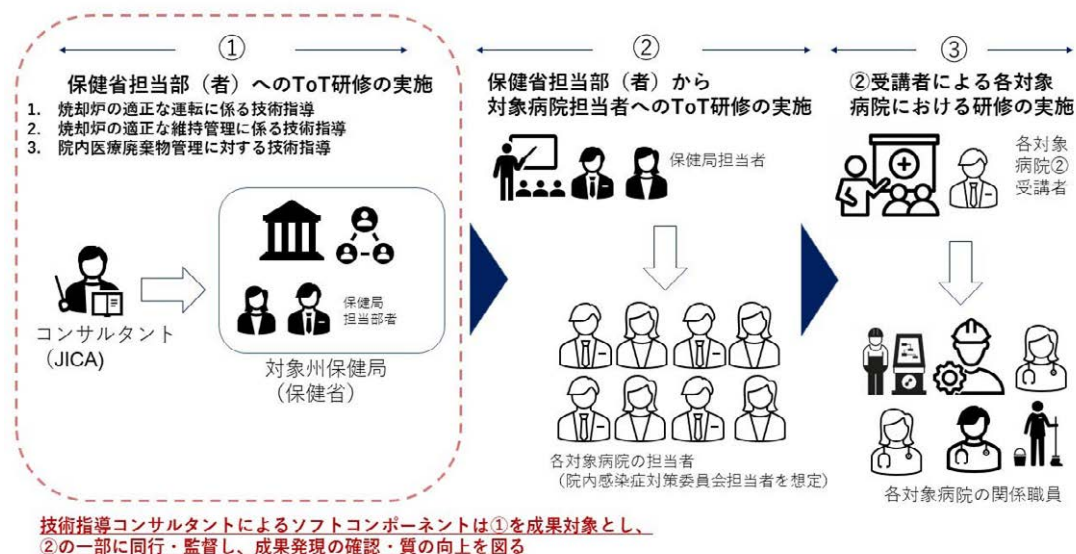 ①
保健省担当部（者）へのToT研修の実施
1. 焼却炉の適正な運転に係る技術指導
2. 焼却炉の適正な維持管理に係る技術指導
3. 院内医療廃棄物管理に対する技術指導
コンサルタント
（JICA）
保健局
担当部者
対象州保健局
（保健省）
②
保健省担当部（者）から
対象病院担当者へのToT研修の実施
保健局担当者
各対象病院の担当者
（院内感染症対策委員会担当者を想定）
③
②受講者による各対象
病院における研修の実施
各対象
病院②
受講者
各対象病院の関係職員
技術指導コンサルタントによるソフトコンポーネントは①を成果対象とし、
②の一部に同行・監督し、成果発現の確認・質の向上を図る